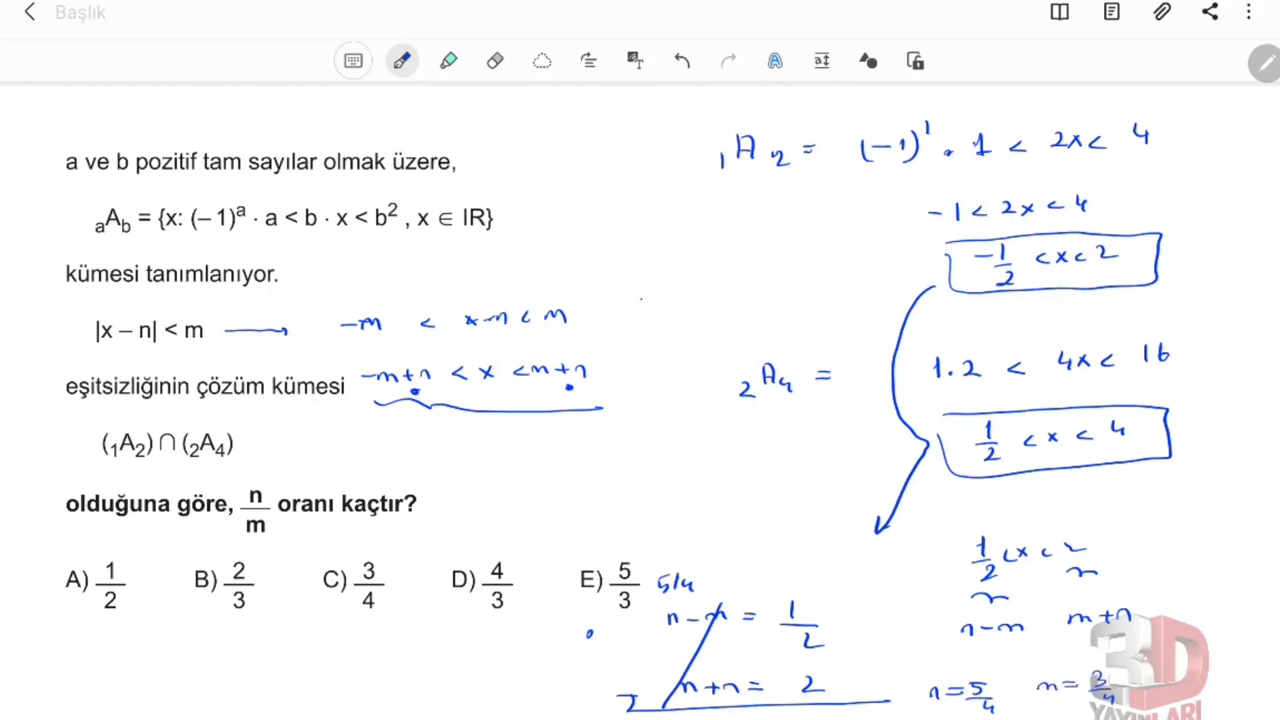 Başlık
a ve b pozitif tam sayılar olmak üzere,
₁A₂ = (-1)¹ . 1 < 2x < 4
ₐA_b = {x: (– 1)ᵃ · a < b · x < b² , x ∈ IR}
-1 < 2x < 4
kümesi tanımlanıyor.
-1/2 < x < 2
|x – n| < m → -m < x-n < m
eşitsizliğinin çözüm kümesi -m+n < x < m+n
₂A₄ = 1.2 < 4x < 16
(₁A₂) ∩ (₂A₄)
1/2 < x < 4
olduğuna göre, n/m oranı kaçtır?
1/2 < x < 2
A) 1/2 B) 2/3 C) 3/4 D) 4/3 E) 5/3 5/4
n-m = 1/2
n-m m+n
m+n = 2
n = 5/4 m = 3/4
3D
YAYINLARI